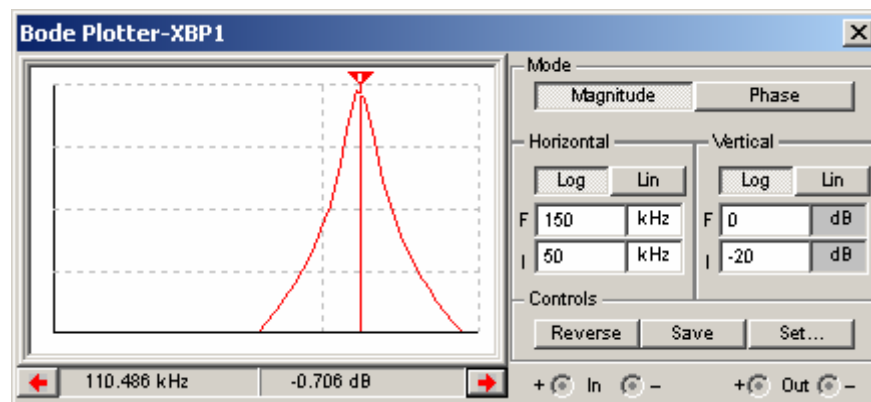 Bode Plotter-XBP1
Mode
Magnitude Phase
Horizontal Vertical
Log Lin Log Lin
F 150 kHz F 0 dB
I 50 kHz I -20 dB
Controls
Reverse Save Set...
110.486 kHz -0.706 dB
+ In - + Out -